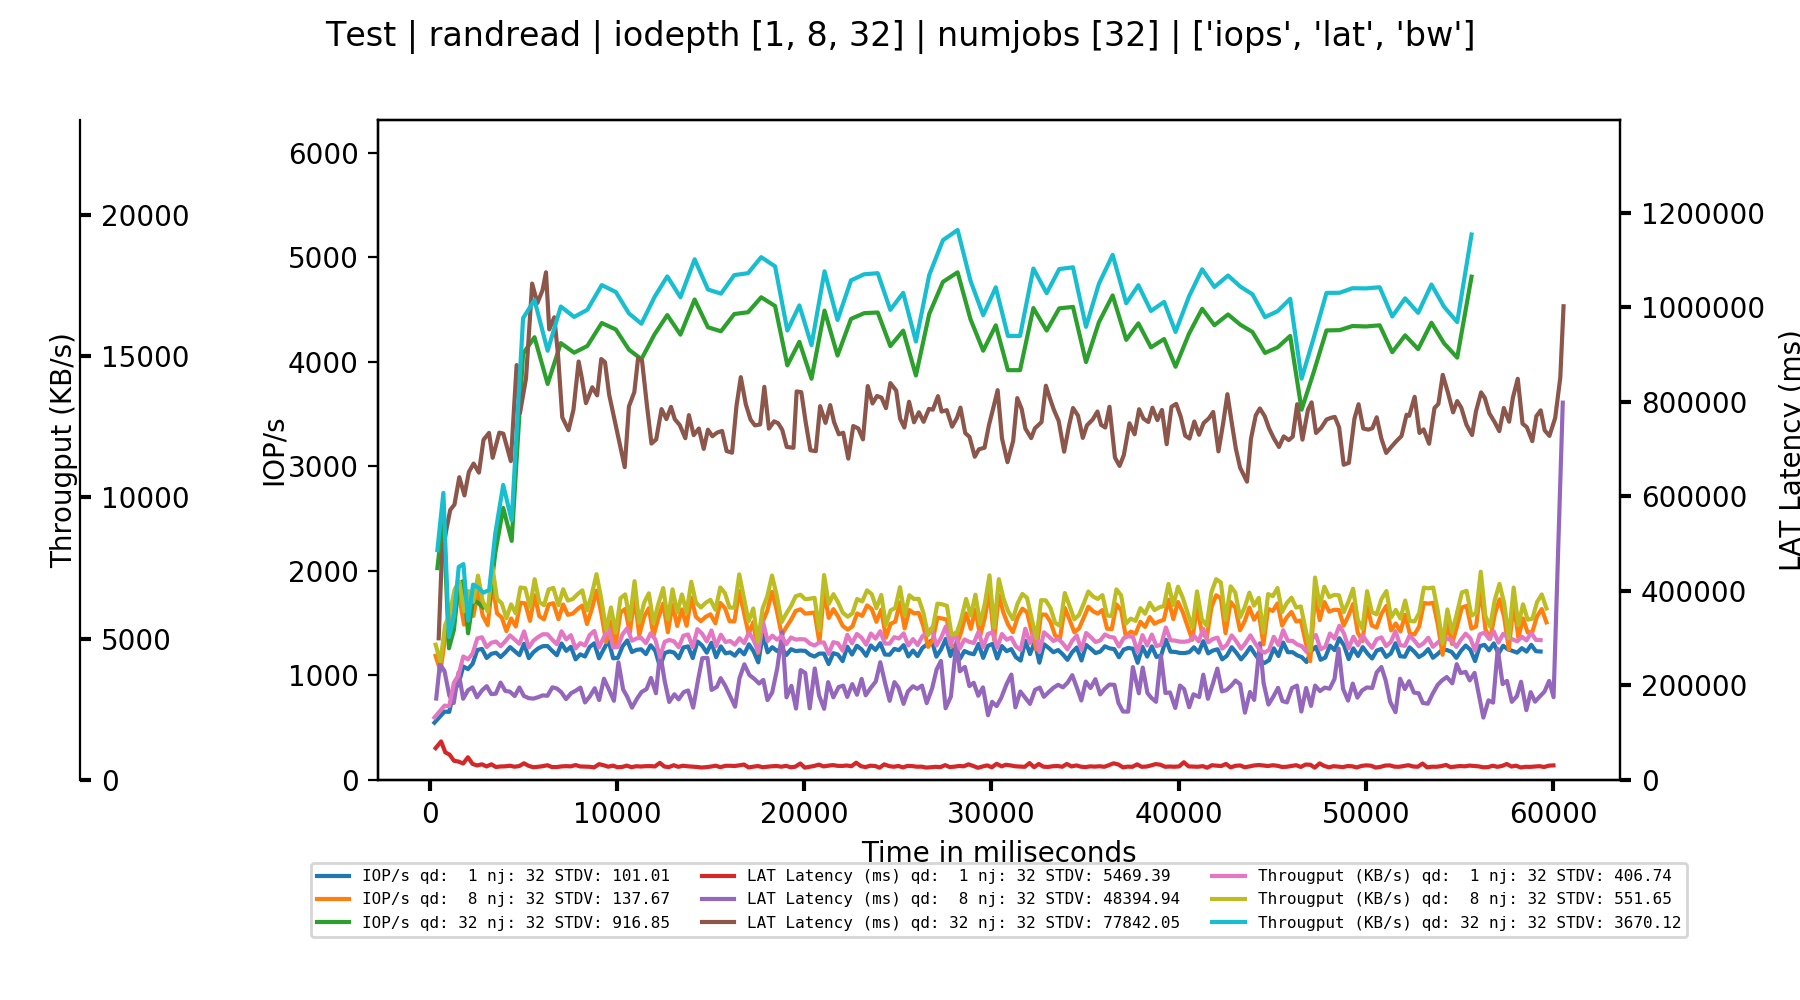 Test | randread | iodepth [1, 8, 32] | numjobs [32] | ['iops', 'lat', 'bw']
Througput (KB/s)
20000
15000
10000
5000
0
IOP/s
6000
5000
4000
3000
2000
1000
0
1200000
1000000
800000
600000
400000
200000
0
LAT Latency (ms)
0 10000 20000 30000 40000 50000 60000
Time in miliseconds
IOP/s qd:  1 nj: 32 STDV: 101.01 LAT Latency (ms) qd:  1 nj: 32 STDV: 5469.39 Througput (KB/s) qd:  1 nj: 32 STDV: 406.74
IOP/s qd:  8 nj: 32 STDV: 137.67 LAT Latency (ms) qd:  8 nj: 32 STDV: 48394.94 Througput (KB/s) qd:  8 nj: 32 STDV: 551.65
IOP/s qd: 32 nj: 32 STDV: 916.85 LAT Latency (ms) qd: 32 nj: 32 STDV: 77842.05 Througput (KB/s) qd: 32 nj: 32 STDV: 3670.12